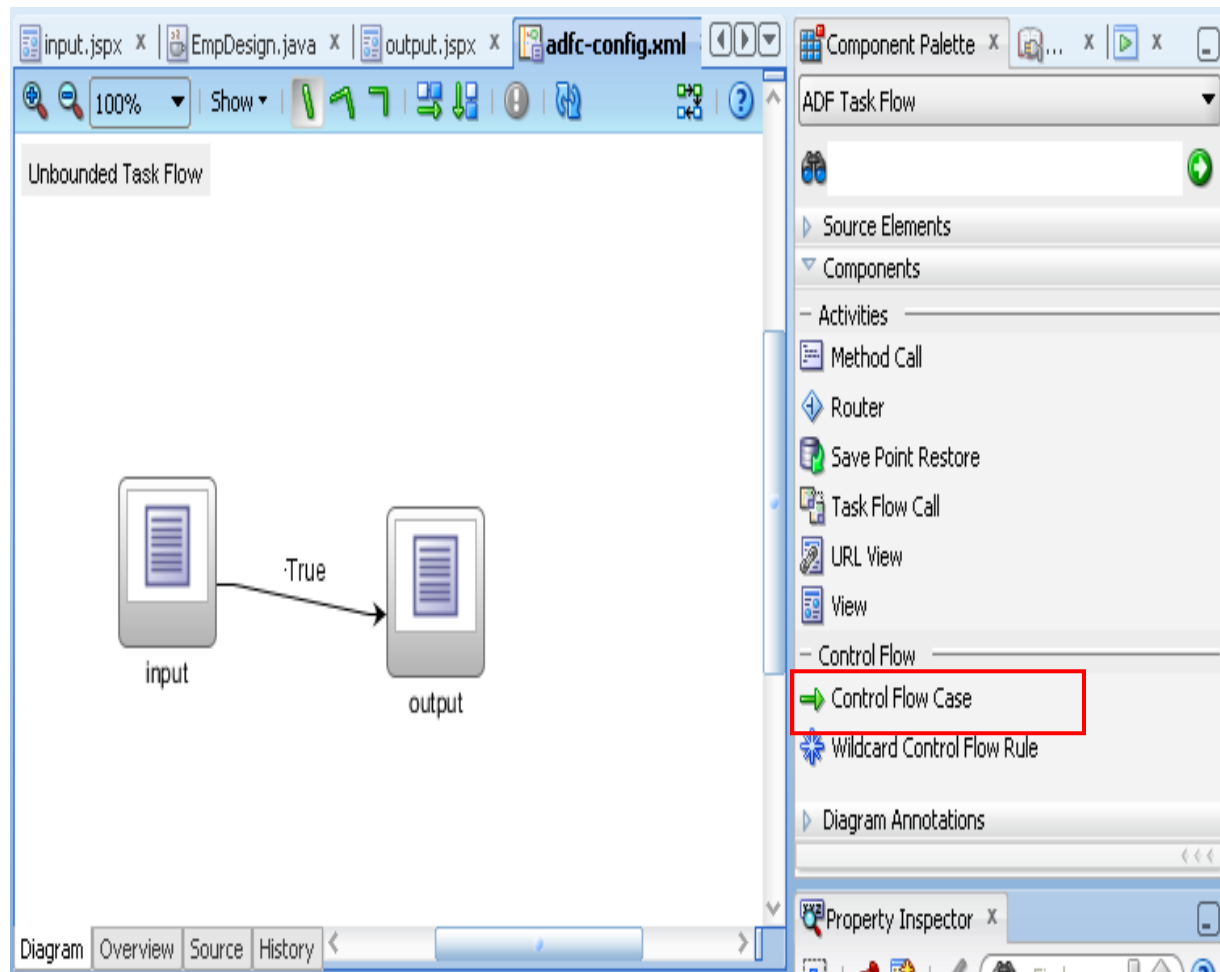 input.jspx x EmpDesign.java x output.jspx x adfc-config.xml
100% Show
Unbounded Task Flow
True
input
output
Diagram Overview Source History
Component Palette x ... x x
ADF Task Flow
Source Elements
Components
Activities
Method Call
Router
Save Point Restore
Task Flow Call
URL View
View
Control Flow
Control Flow Case
Wildcard Control Flow Rule
Diagram Annotations
Property Inspector x